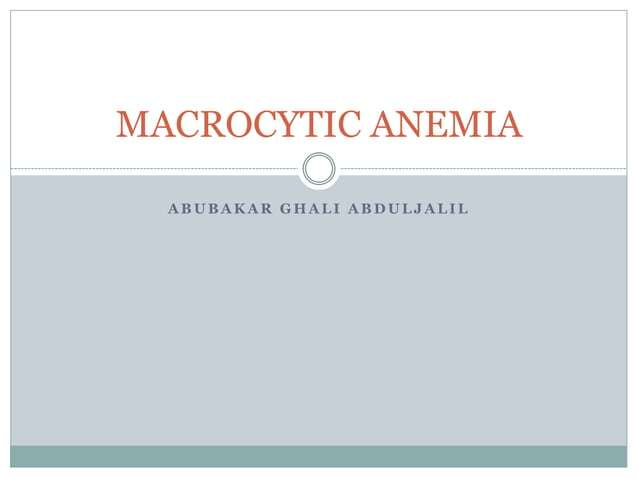 MACROCYTIC ANEMIA
ABUBAKAR GHALI ABDULJALIL